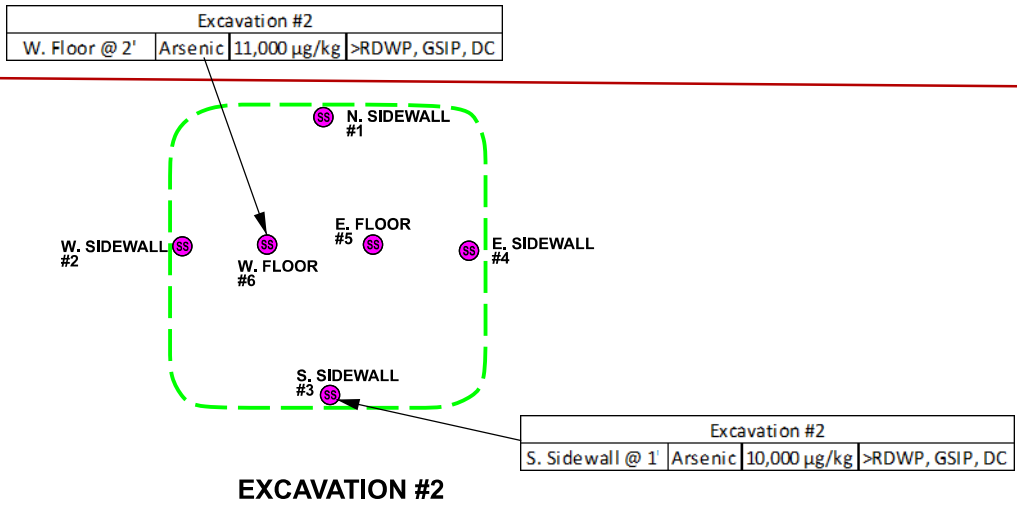 Excavation #2
W. Floor @ 2' Arsenic 11,000 µg/kg >RDWP, GSIP, DC
SS N. SIDEWALL
#1
W. SIDEWALL SS
#2
SS
W. FLOOR
#6
E. FLOOR
#5 SS
SS E. SIDEWALL
#4
S. SIDEWALL
#3 SS
Excavation #2
S. Sidewall @ 1' Arsenic 10,000 µg/kg >RDWP, GSIP, DC
EXCAVATION #2